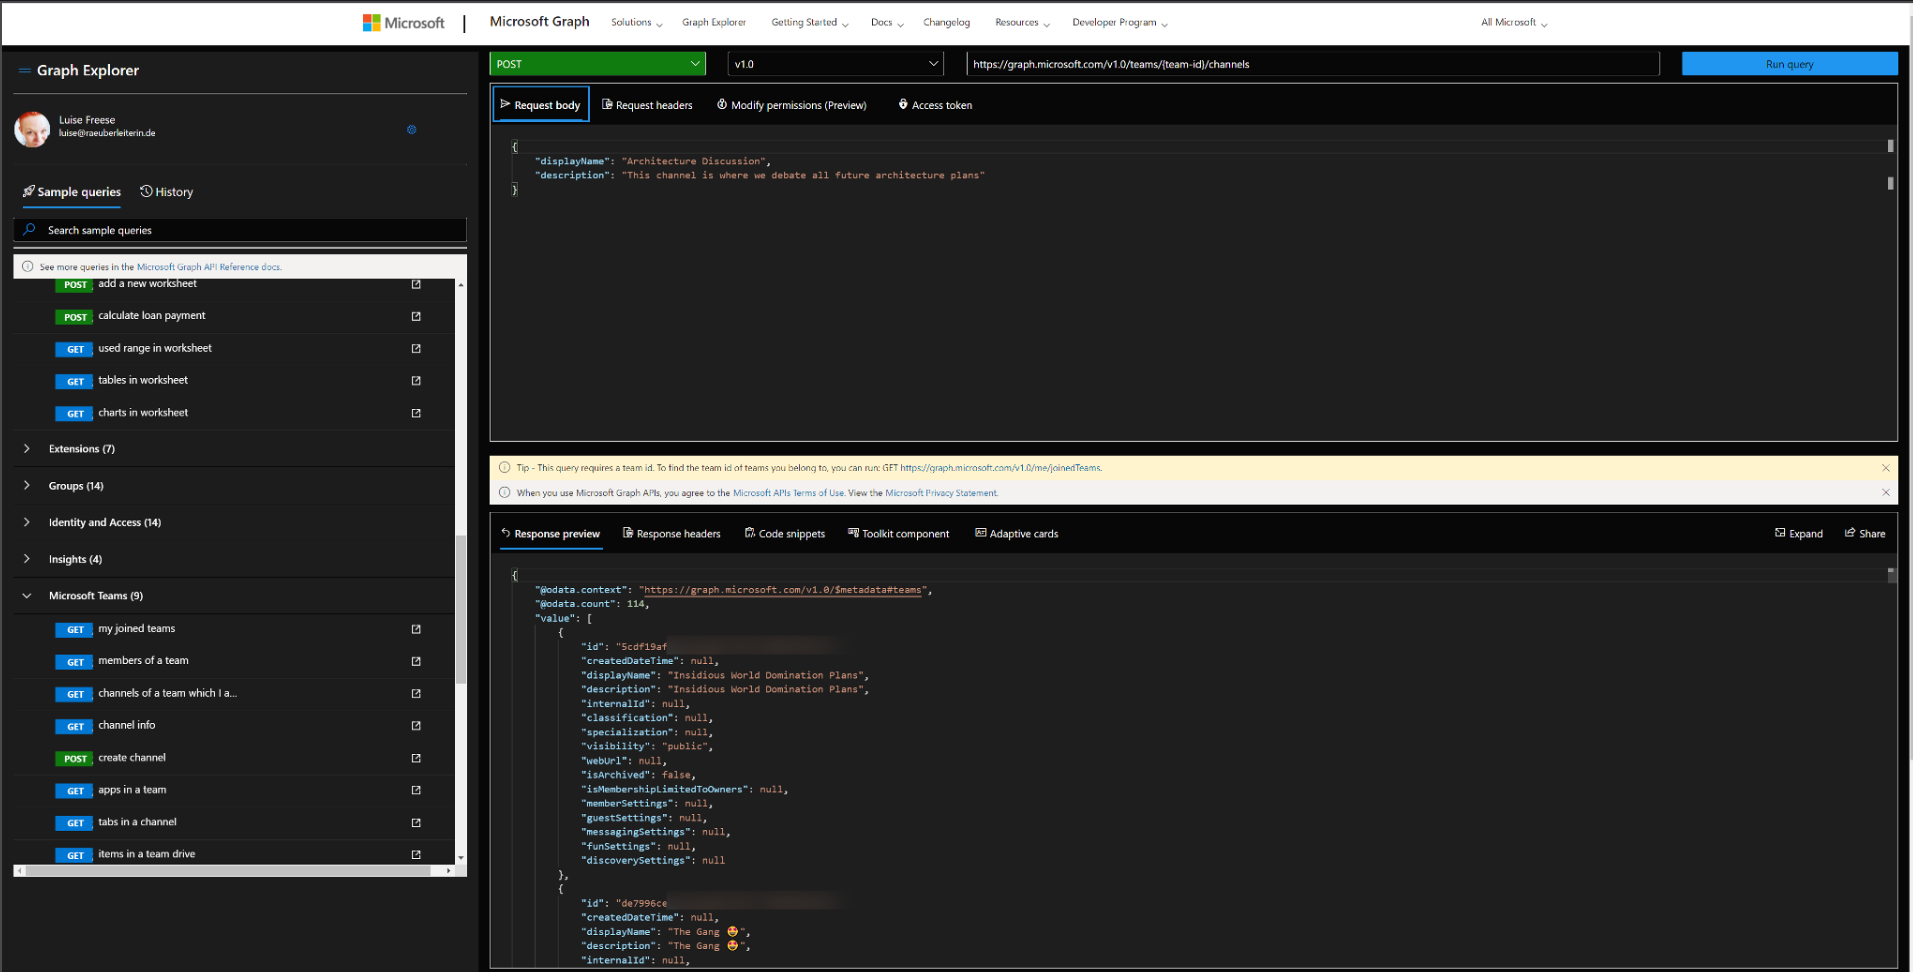 Microsoft | Microsoft Graph Solutions Graph Explorer Getting Started Docs Changelog Resources Developer Program All Microsoft
Graph Explorer
Luise Freese
luise@raeuberleiterin.de
Sample queries History
Search sample queries
See more queries in the Microsoft Graph API Reference docs.
POST add a new worksheet
POST calculate loan payment
GET used range in worksheet
GET tables in worksheet
GET charts in worksheet
Extensions (7)
Groups (14)
Identity and Access (14)
Insights (4)
Microsoft Teams (9)
GET my joined teams
GET members of a team
GET channels of a team which I a...
GET channel info
POST create channel
GET apps in a team
GET tabs in a channel
GET items in a team drive
POST v1.0 https://graph.microsoft.com/v1.0/teams/{team-id}/channels Run query
Request body Request headers Modify permissions (Preview) Access token
{
"displayName": "Architecture Discussion",
"description": "This channel is where we debate all future architecture plans"
}
Tip - This query requires a team id. To find the team id of teams you belong to, you can run: GET https://graph.microsoft.com/v1.0/me/joinedTeams.
When you use Microsoft Graph APIs, you agree to the Microsoft APIs Terms of Use. View the Microsoft Privacy Statement.
Response preview Response headers Code snippets Toolkit component Adaptive cards Expand Share
{
"@odata.context": "https://graph.microsoft.com/v1.0/$metadata#teams",
"@odata.count": 114,
"value": [
{
"id": "5cdf19af
"createdDateTime": null,
"displayName": "Insidious World Domination Plans",
"description": "Insidious World Domination Plans",
"internalId": null,
"classification": null,
"specialization": null,
"visibility": "public",
"webUrl": null,
"isArchived": false,
"isMembershipLimitedToOwners": null,
"memberSettings": null,
"guestSettings": null,
"messagingSettings": null,
"funSettings": null,
"discoverySettings": null
},
{
"id": "de7996ce
"createdDateTime": null,
"displayName": "The Gang 🤩",
"description": "The Gang 🤩",
"internalId": null,